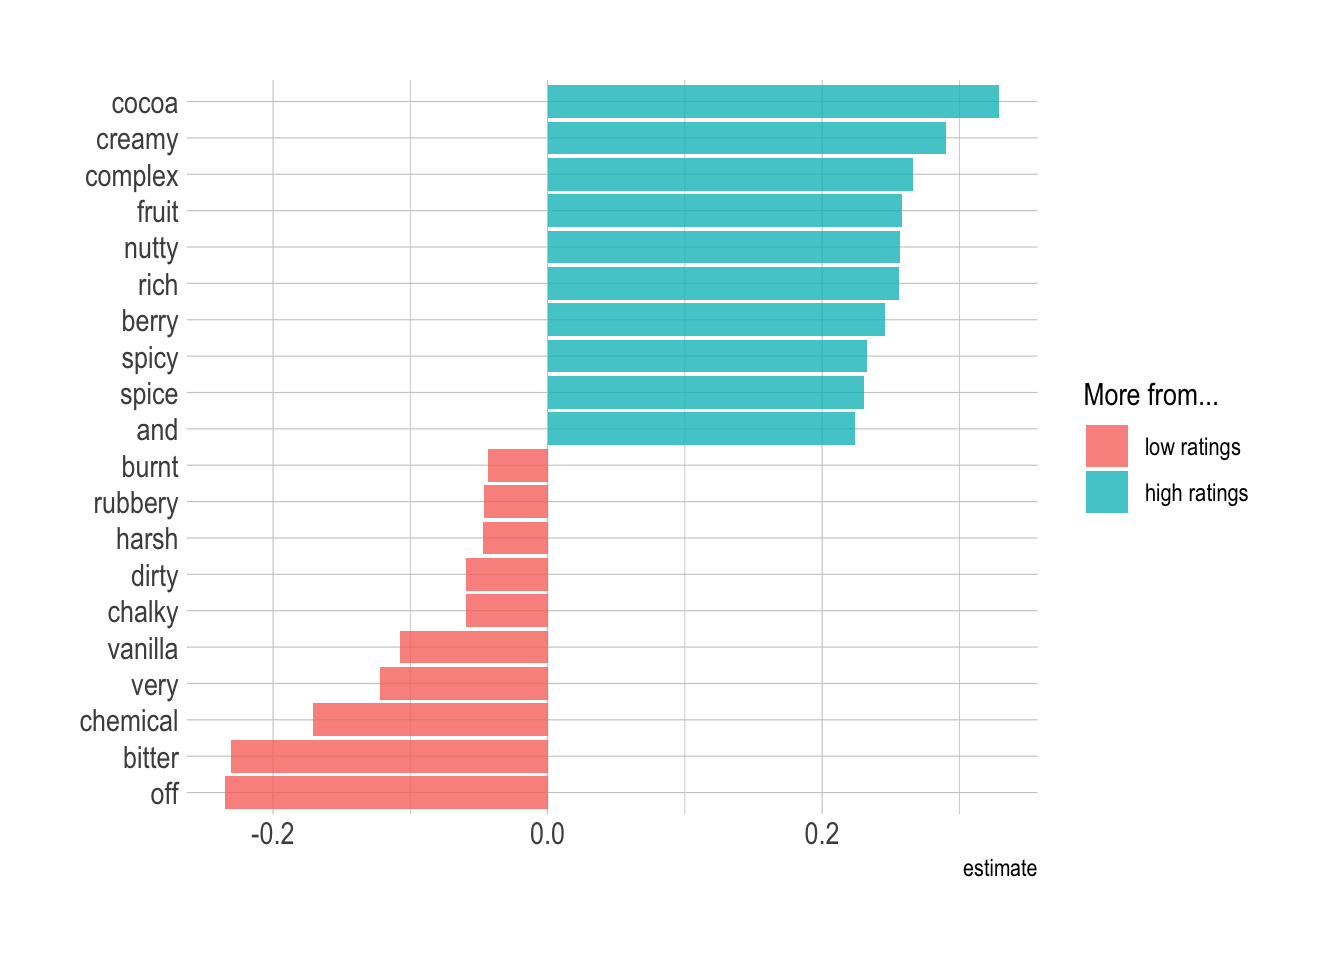 cocoa
creamy
complex
fruit
nutty
rich
berry
spicy
spice
and
burnt
rubbery
harsh
dirty
chalky
vanilla
very
chemical
bitter
off
-0.2 0.0 0.2
estimate
More from...
low ratings
high ratings